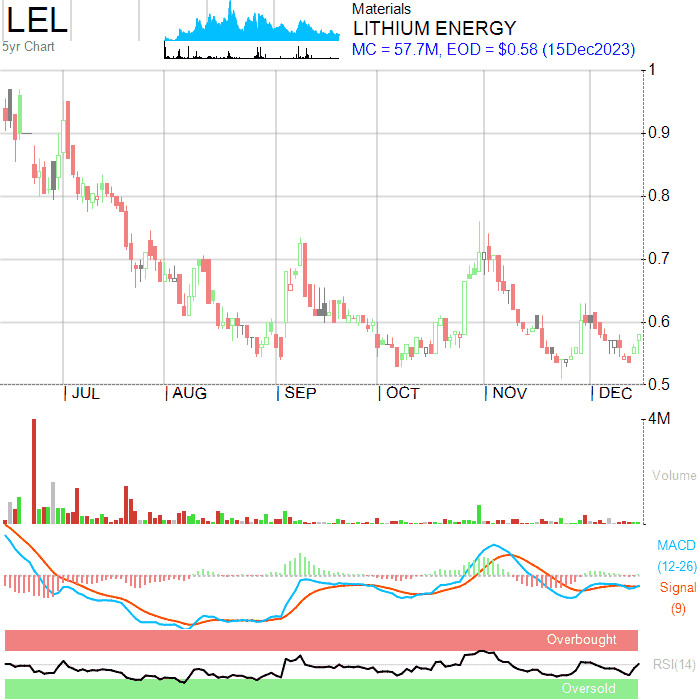 LEL
5yr Chart
Materials
LITHIUM ENERGY
MC = 57.7M, EOD = $0.58 (15Dec2023)
1
0.9
0.8
0.7
0.6
0.5
JUL AUG SEP OCT NOV DEC
4M
Volume
MACD
(12-26)
Signal
(9)
Overbought
RSI(14)
Oversold